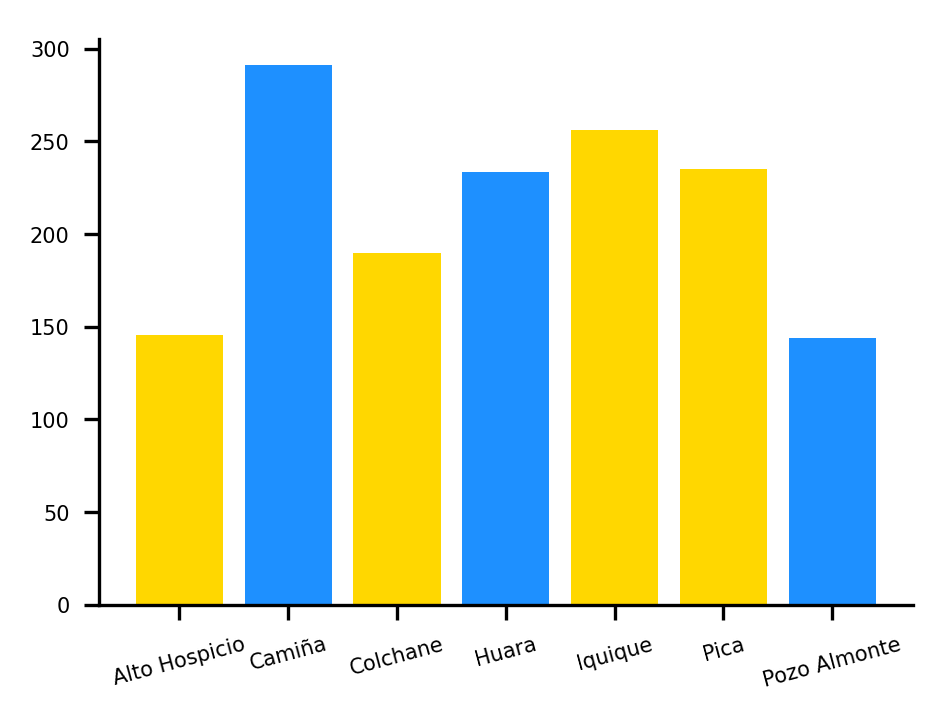 300
250
200
150
100
50
0
Alto Hospicio
Camiña
Colchane
Huara
Iquique
Pica
Pozo Almonte